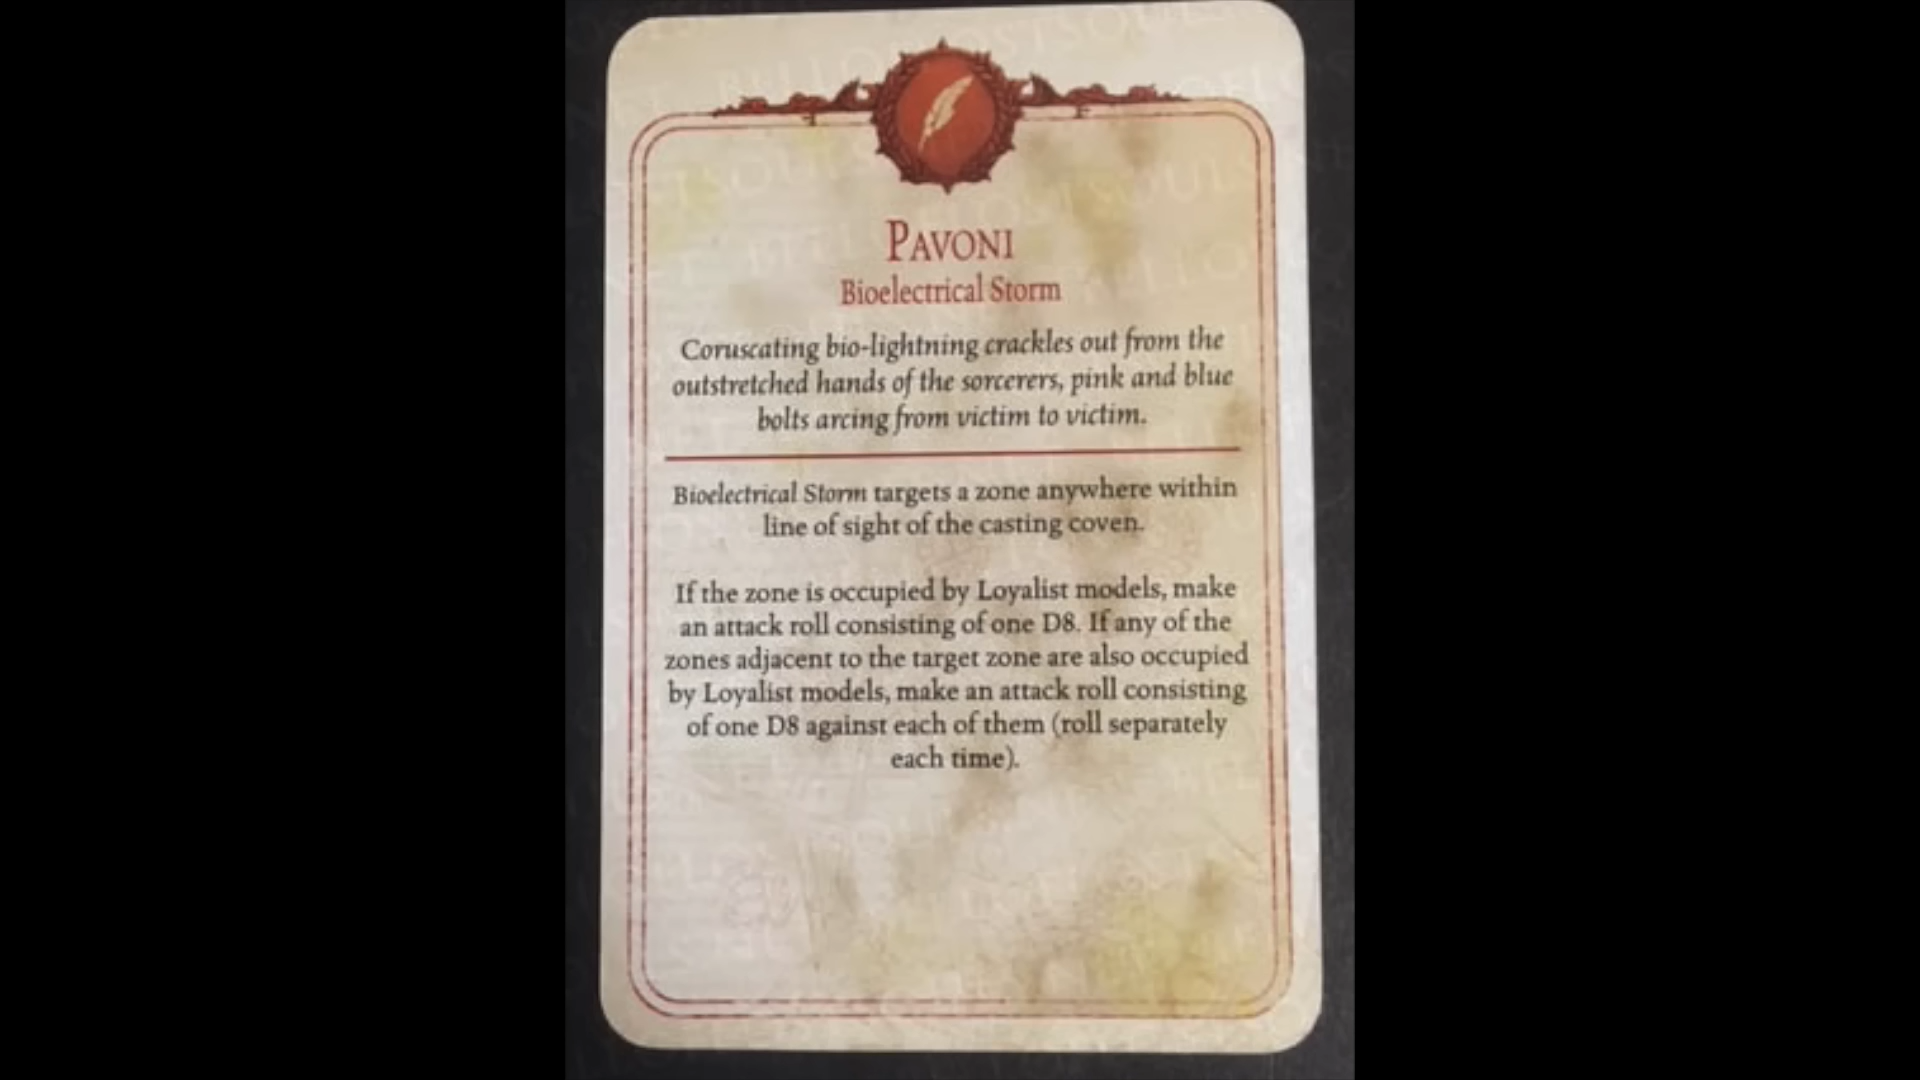 PAVONI
Bioelectrical Storm
Coruscating bio-lightning crackles out from the
outstretched hands of the sorcerers, pink and blue
bolts arcing from victim to victim.
Bioelectrical Storm targets a zone anywhere within
line of sight of the casting coven.
If the zone is occupied by Loyalist models, make
an attack roll consisting of one D8. If any of the
zones adjacent to the target zone are also occupied
by Loyalist models, make an attack roll consisting
of one D8 against each of them (roll separately
each time).